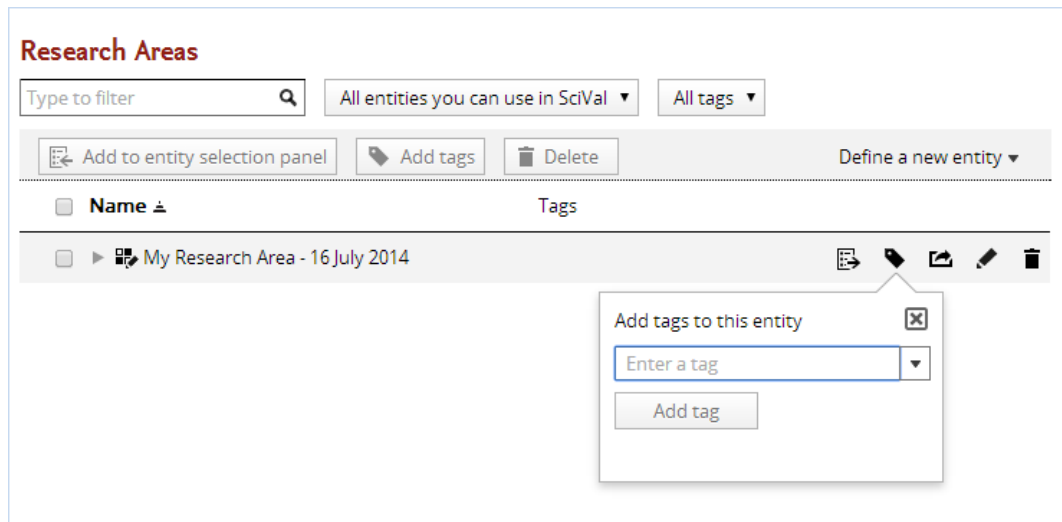 Research Areas
Type to filter
All entities you can use in SciVal
All tags
Add to entity selection panel
Add tags
Delete
Define a new entity
Name
Tags
My Research Area - 16 July 2014
Add tags to this entity
Enter a tag
Add tag